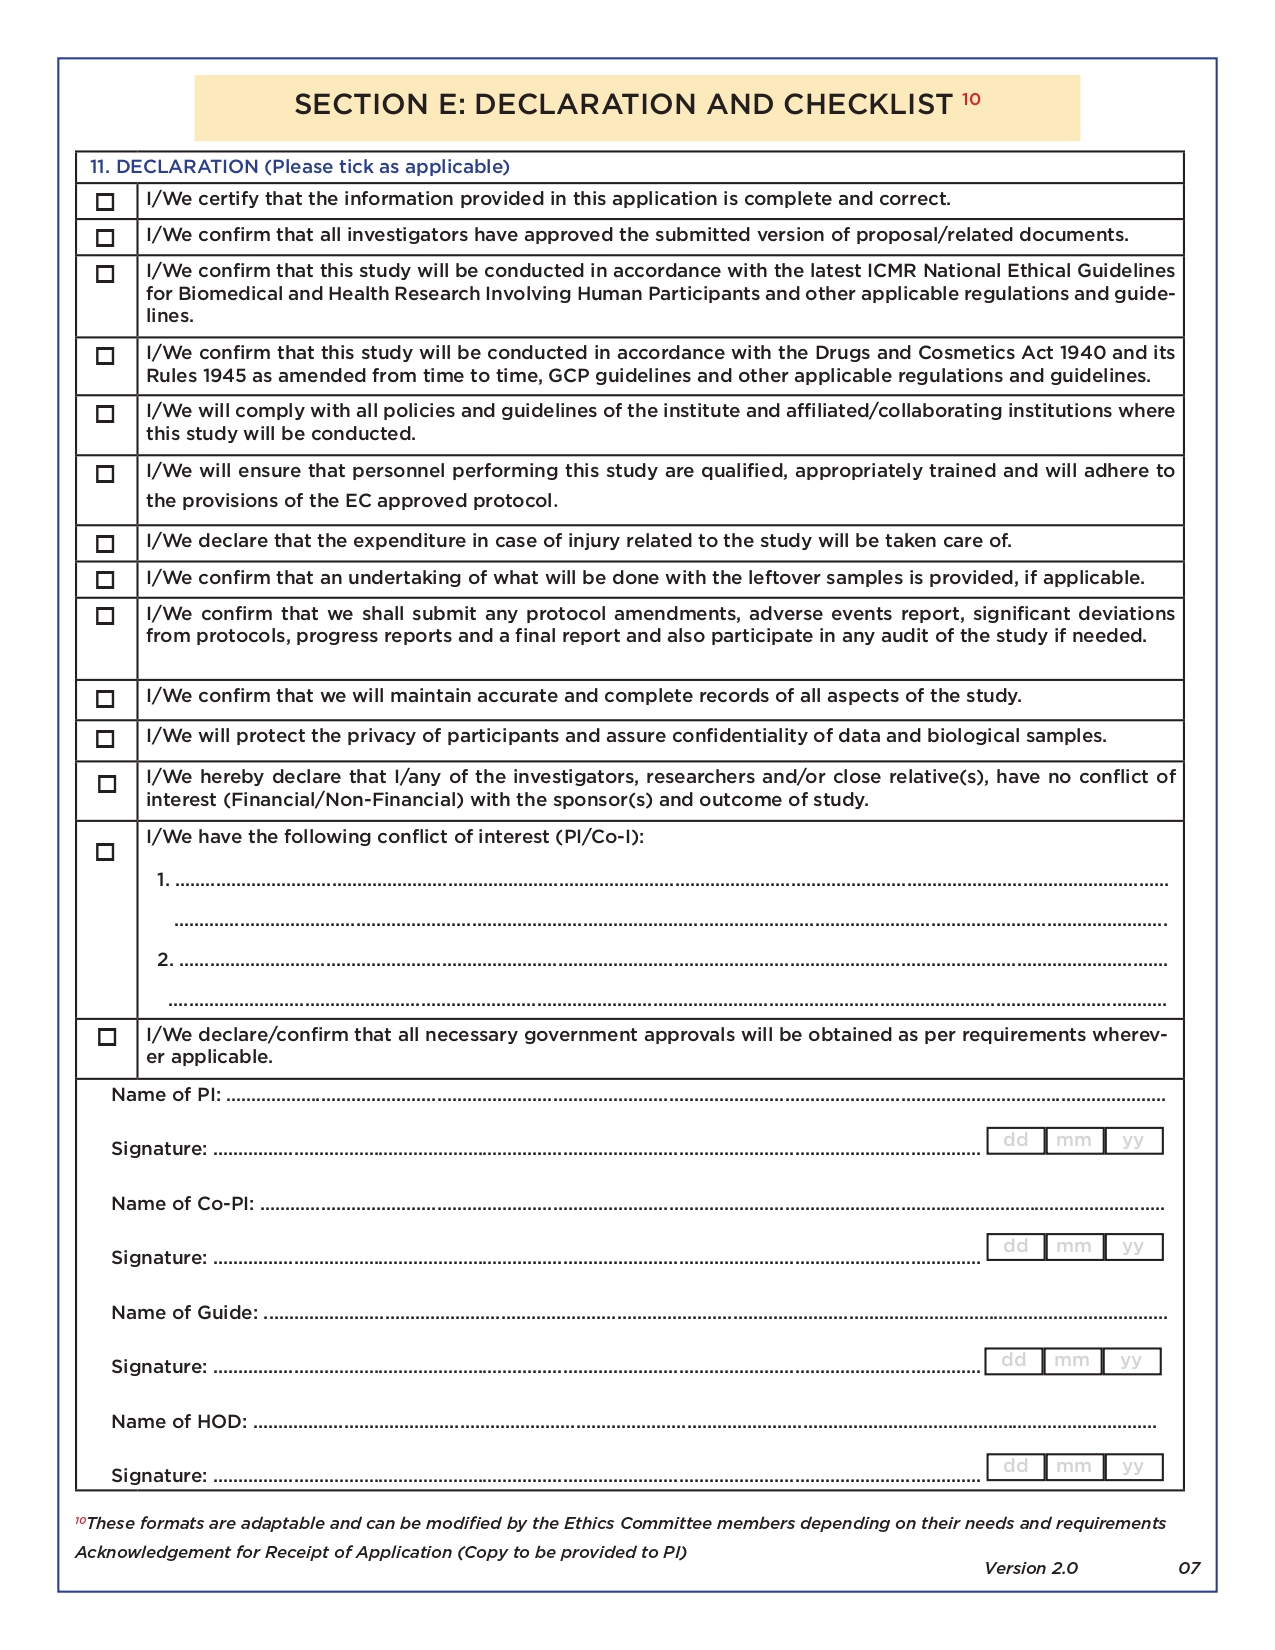 SECTION E: DECLARATION AND CHECKLIST 10
11. DECLARATION (Please tick as applicable)
I/We certify that the information provided in this application is complete and correct.
I/We confirm that all investigators have approved the submitted version of proposal/related documents.
I/We confirm that this study will be conducted in accordance with the latest ICMR National Ethical Guidelines
for Biomedical and Health Research Involving Human Participants and other applicable regulations and guide-
lines.
I/We confirm that this study will be conducted in accordance with the Drugs and Cosmetics Act 1940 and its
Rules 1945 as amended from time to time, GCP guidelines and other applicable regulations and guidelines.
I/We will comply with all policies and guidelines of the institute and affiliated/collaborating institutions where
this study will be conducted.
I/We will ensure that personnel performing this study are qualified, appropriately trained and will adhere to
the provisions of the EC approved protocol.
I/We declare that the expenditure in case of injury related to the study will be taken care of.
I/We confirm that an undertaking of what will be done with the leftover samples is provided, if applicable.
I/We confirm that we shall submit any protocol amendments, adverse events report, significant deviations
from protocols, progress reports and a final report and also participate in any audit of the study if needed.
I/We confirm that we will maintain accurate and complete records of all aspects of the study.
I/We will protect the privacy of participants and assure confidentiality of data and biological samples.
I/We hereby declare that I/any of the investigators, researchers and/or close relative(s), have no conflict of
interest (Financial/Non-Financial) with the sponsor(s) and outcome of study.
I/We have the following conflict of interest (PI/Co-I):
1. ..........
..........
2. ..........
..........
I/We declare/confirm that all necessary government approvals will be obtained as per requirements wherev-
er applicable.
Name of PI: ..........
Signature: .......... dd mm yy
Name of Co-PI: ..........
Signature: .......... dd mm yy
Name of Guide: ..........
Signature: .......... dd mm yy
Name of HOD: ..........
Signature: .......... dd mm yy
10These formats are adaptable and can be modified by the Ethics Committee members depending on their needs and requirements
Acknowledgement for Receipt of Application (Copy to be provided to PI)
Version 2.0 07